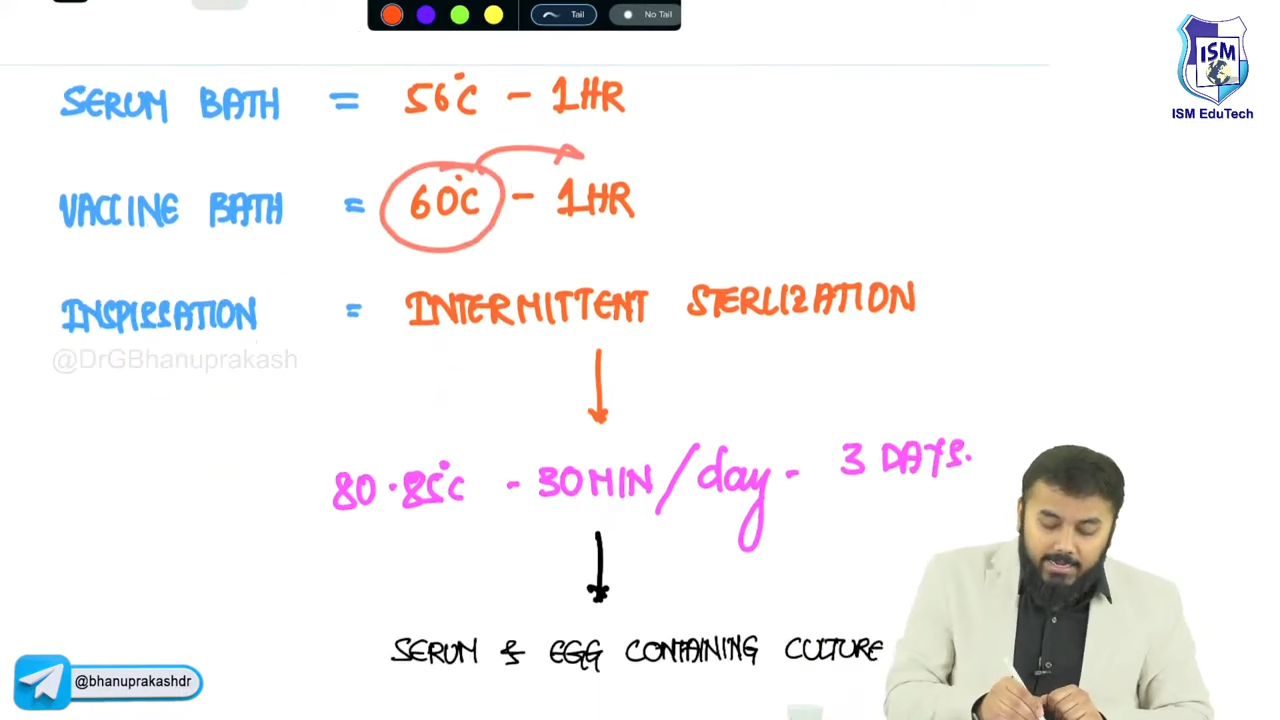 Tail
No Tail
ISM
ISM EduTech
SERUM BATH = 56°C - 1HR
VACCINE BATH = 60°C - 1HR
INSPISSATION = INTERMITTENT STERLIZATION
@DrGBhanuprakash
80-85°C - 30MIN/day - 3 DAYS.
SERUM & EGG CONTAINING CULTURE
@bhanuprakashdr